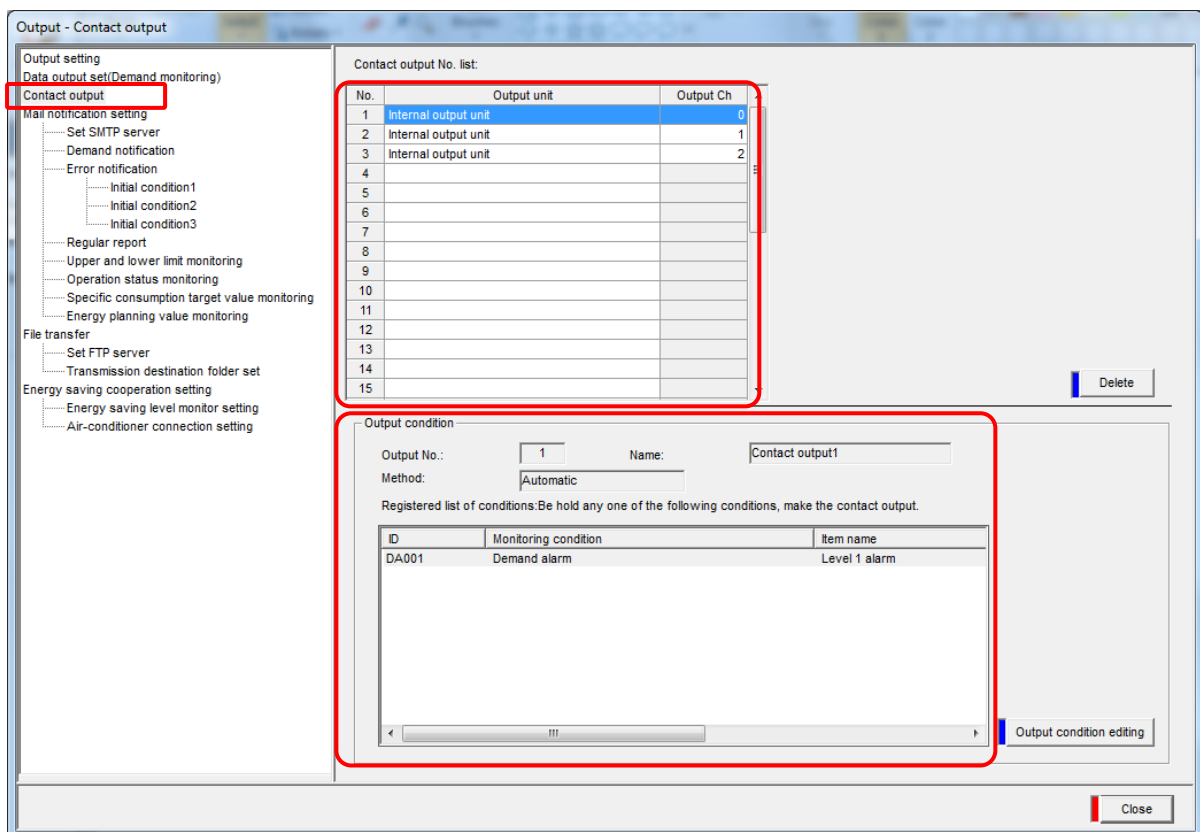 Output - Contact output
Output setting
Data output set(Demand monitoring)
Contact output
Mail notification setting
Set SMTP server
Demand notification
Error notification
Initial condition1
Initial condition2
Initial condition3
Regular report
Upper and lower limit monitoring
Operation status monitoring
Specific consumption target value monitoring
Energy planning value monitoring
File transfer
Set FTP server
Transmission destination folder set
Energy saving cooperation setting
Energy saving level monitor setting
Air-conditioner connection setting
Contact output No. list:
No. Output unit Output Ch
1 Internal output unit 0
2 Internal output unit 1
3 Internal output unit 2
4
5
6
7
8
9
10
11
12
13
14
15
Delete
Output condition
Output No.: 1 Name: Contact output1
Method: Automatic
Registered list of conditions:Be hold any one of the following conditions, make the contact output.
ID Monitoring condition Item name
DA001 Demand alarm Level 1 alarm
Output condition editing
Close